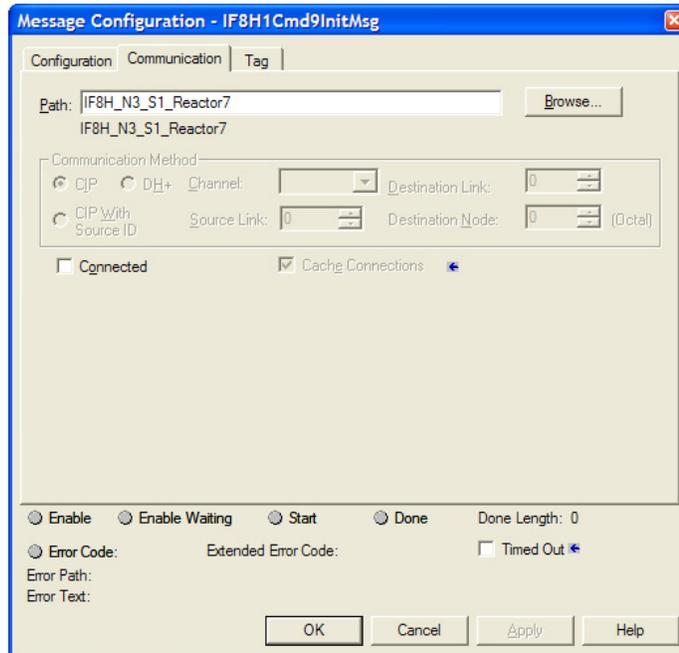 Message Configuration - IF8H1Cmd9InitMsg
Configuration Communication Tag
Path: IF8H_N3_S1_Reactor7 Browse...
IF8H_N3_S1_Reactor7
Communication Method
CIP DH+ Channel: Destination Link: 0
CIP With Source ID Source Link: 0 Destination Node: 0 (Octal)
Connected Cache Connections
Enable Enable Waiting Start Done Done Length: 0
Error Code: Extended Error Code: Timed Out
Error Path:
Error Text:
OK Cancel Apply Help